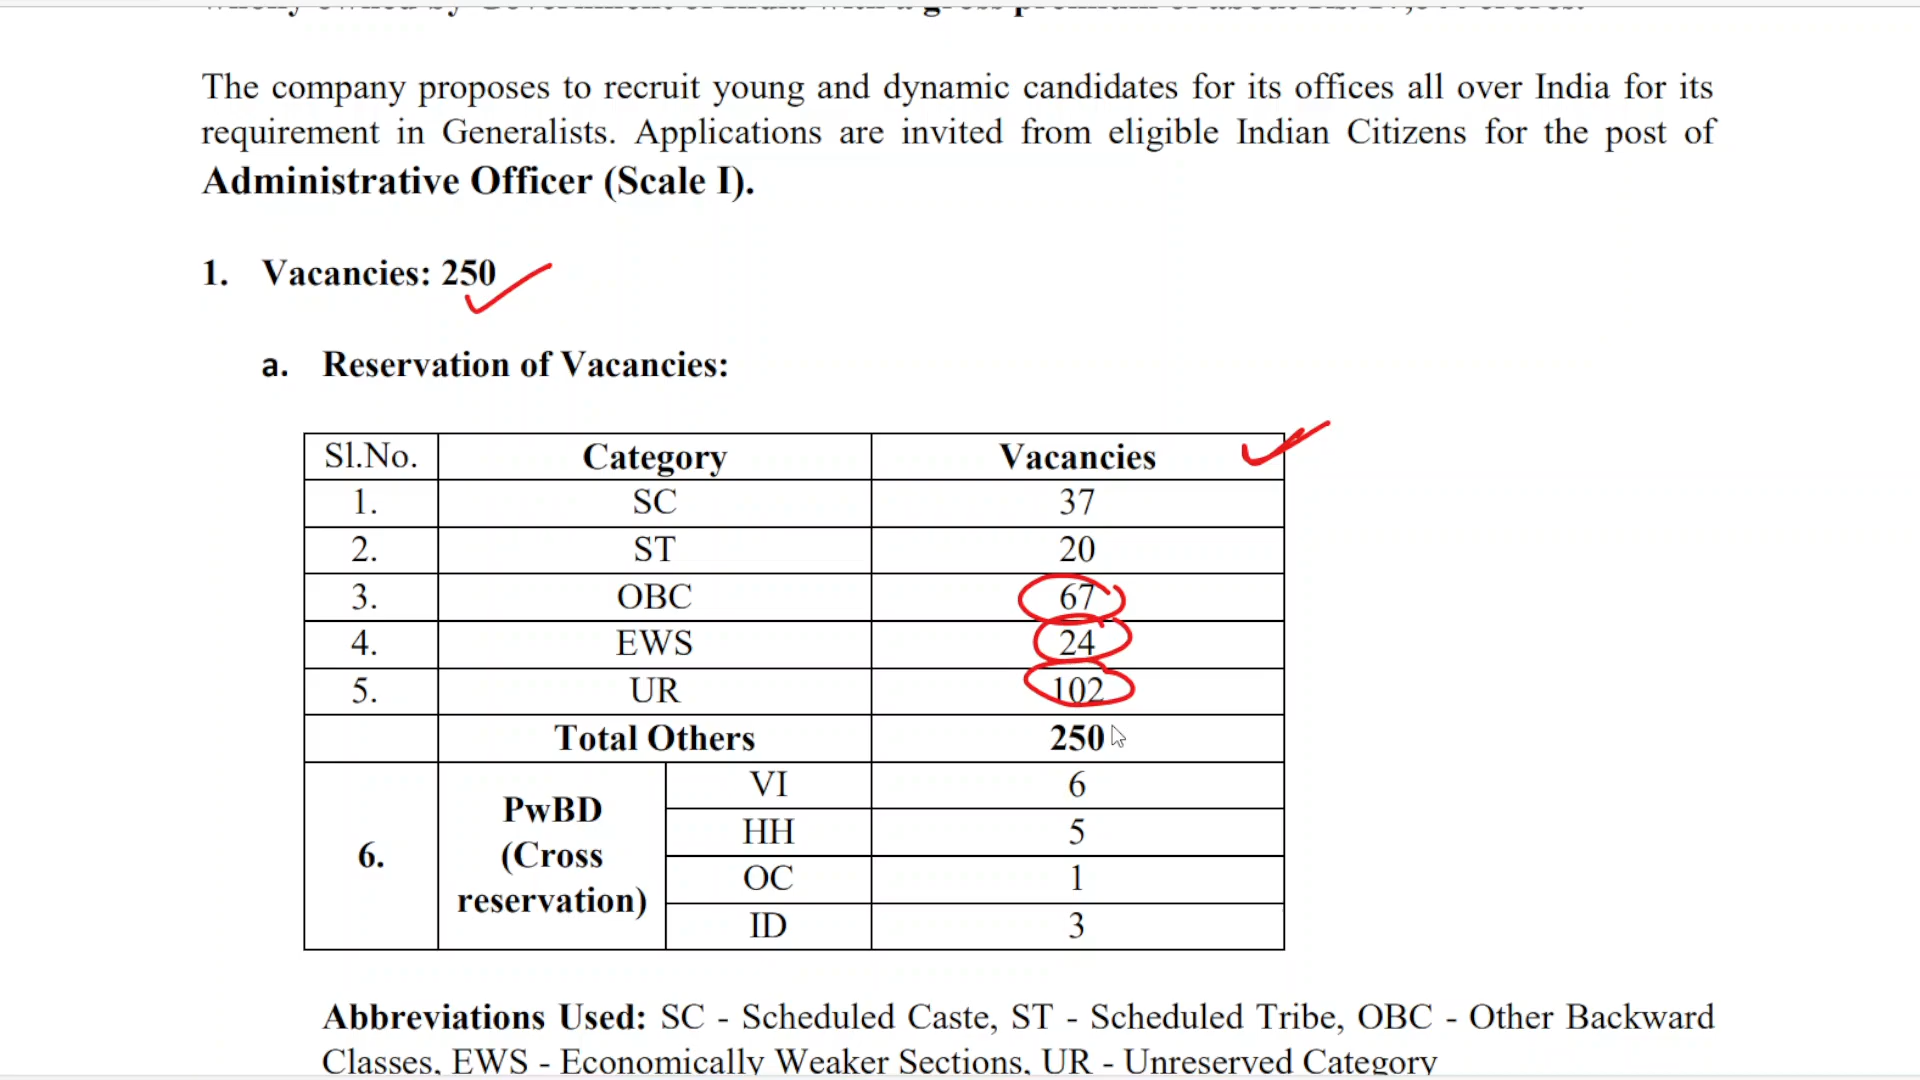 The company proposes to recruit young and dynamic candidates for its offices all over India for its
requirement in Generalists. Applications are invited from eligible Indian Citizens for the post of
Administrative Officer (Scale I).
1. Vacancies: 250
a. Reservation of Vacancies:
Sl.No. Category Vacancies
1. SC 37
2. ST 20
3. OBC 67
4. EWS 24
5. UR 102
Total Others 250
6. PwBD (Cross reservation) VI 6
HH 5
OC 1
ID 3
Abbreviations Used: SC - Scheduled Caste, ST - Scheduled Tribe, OBC - Other Backward
Classes, EWS - Economically Weaker Sections, UR - Unreserved Category